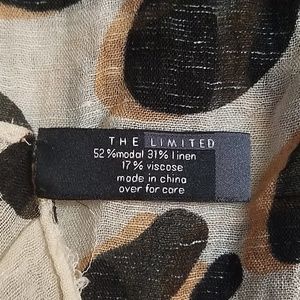 THE LIMITED
52%modal 31% linen
17% viscose
made in china
over for care